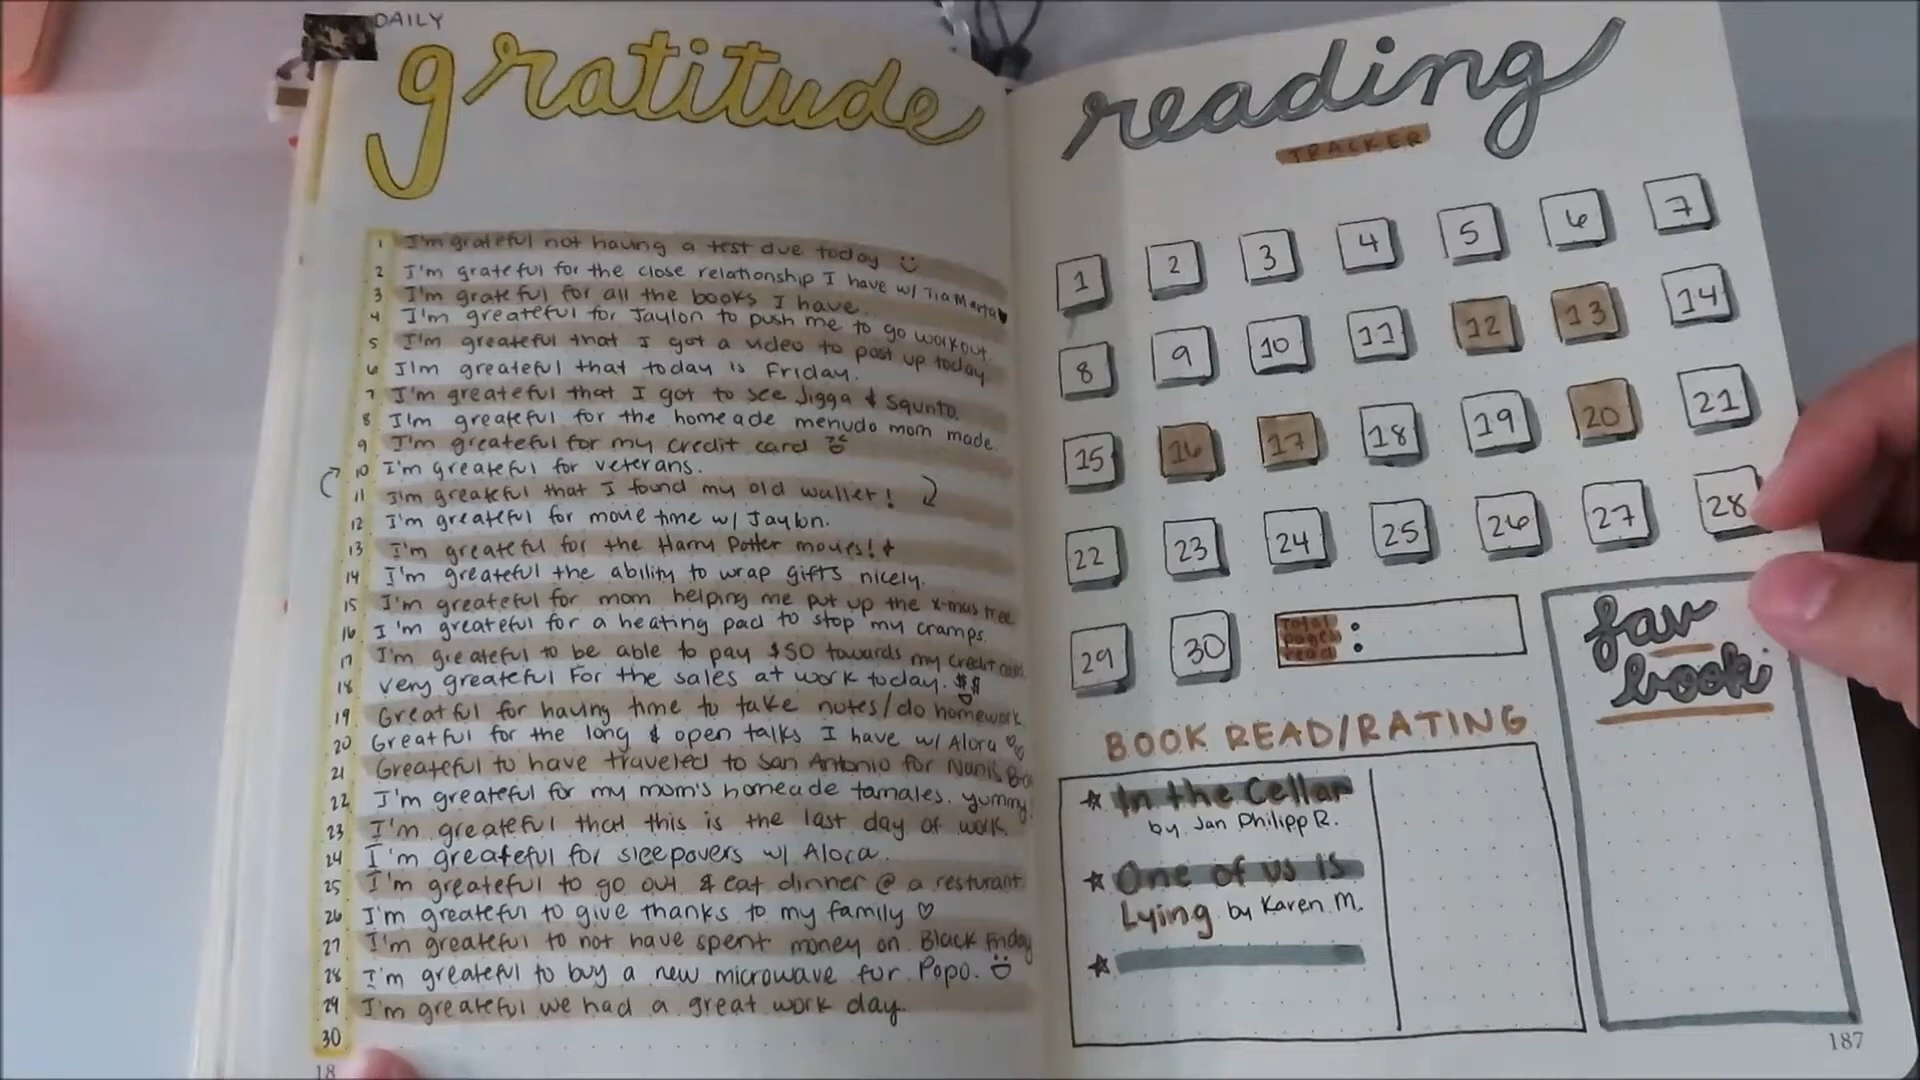 DAILY
gratitude
1 I'm grateful not having a test due today
2 I'm grateful for the close relationship I have w/ Tia Marta
3 I'm grateful for all the books I have.
4 I'm greateful for Jaylon to push me to go workout
5 I'm greateful that I got a video to post up today
6 I'm greateful that today is Friday.
7 I'm greateful that I got to see Jigga & Squnto.
8 I'm greateful for the homeade menudo mom made.
9 I'm greateful for my credit card
10 I'm greateful for veterans.
11 I'm greateful that I found my old wallet!
12 I'm greateful for movie time w/ Jaylon.
13 I'm greateful for the Harry Potter movies!
14 I'm greateful the ability to wrap gifts nicely.
15 I'm greateful for mom helping me put up the x-mas tree
16 I'm greateful for a heating pad to stop my cramps.
17 I'm greateful to be able to pay $50 towards my credit card
18 very greateful for the sales at work today. $$
19 Greatful for having time to take notes/do homework
20 Greatful for the long & open talks I have w/ Alora
21 Greateful to have traveled to San Antonio for Nanis
22 I'm greateful for my mom's homeade tamales. yummy
23 I'm greateful that this is the last day of work.
24 I'm greateful for sleepovers w/ Alora.
25 I'm greateful to go out & eat dinner @ a resturant
26 I'm greateful to give thanks to my family
27 I'm greateful to not have spent money on Black Friday
28 I'm greateful to buy a new microwave for Popo.
29 I'm greateful we had a great work day.
30
18
reading
TRACKER
1 2 3 4 5 6 7
8 9 10 11 12 13 14
15 16 17 18 19 20 21
22 23 24 25 26 27 28
29 30
Total
pages
read :
fav
book
BOOK READ/RATING
In the Cellar
by Jan Philipp R.
One of us is
Lying by Karen M.
187